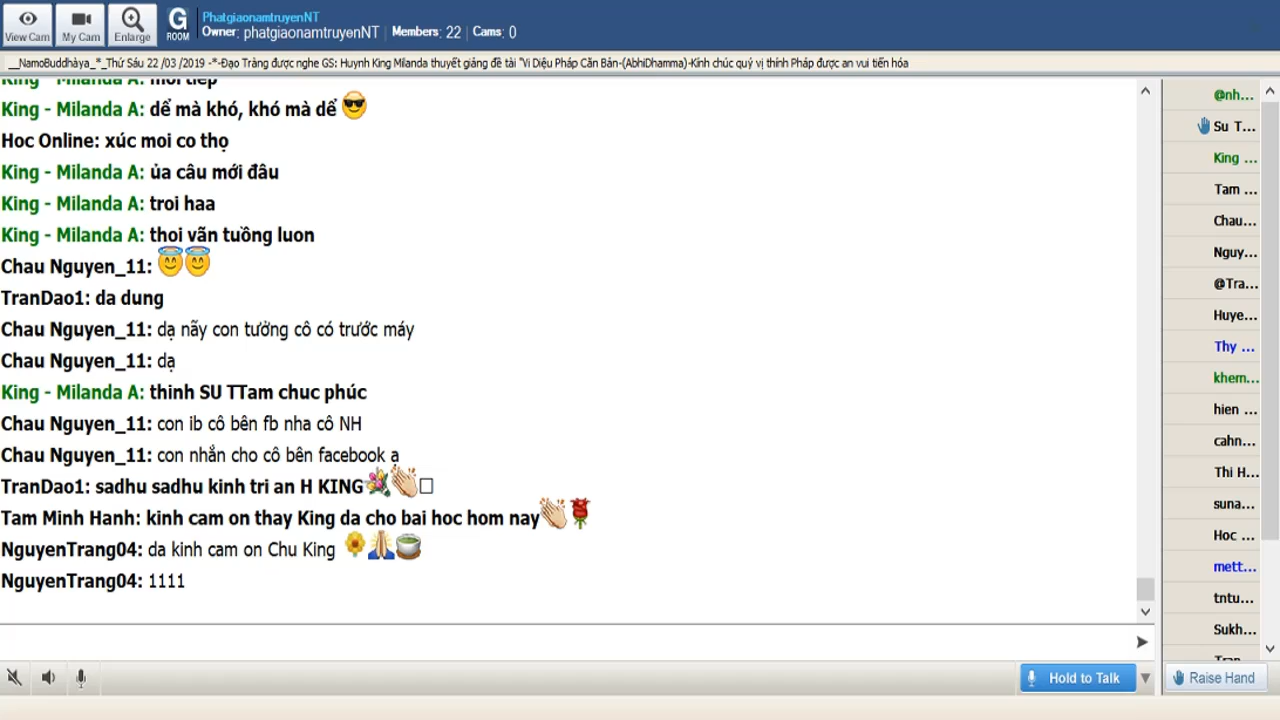 View Cam
My Cam
Enlarge
G
ROOM
PhatgiaonamtruyenNT
Owner: phatgiaonamtruyenNT Members: 22 Cams: 0
__NamoBuddhàya_*_Thứ Sáu 22 /03 /2019 -*-Đạo Tràng được nghe GS: Huynh King Milanda thuyết giảng đề tài "Vi Diệu Pháp Căn Bản-(AbhiDhamma)-Kính chúc quý vị thính Pháp được an vui tiến hóa
King - Milanda A: moi tiep
King - Milanda A: dể mà khó, khó mà dể 😎
Hoc Online: xúc moi co thọ
King - Milanda A: ủa câu mới đâu
King - Milanda A: troi haa
King - Milanda A: thoi vãn tuồng luon
Chau Nguyen_11: 😇😇
TranDao1: da dung
Chau Nguyen_11: dạ nãy con tưởng cô có trước máy
Chau Nguyen_11: dạ
King - Milanda A: thinh SU TTam chuc phúc
Chau Nguyen_11: con ib cô bên fb nha cô NH
Chau Nguyen_11: con nhắn cho cô bên facebook ạ
TranDao1: sadhu sadhu kinh tri an H KING💐👏□
Tam Minh Hanh: kinh cam on thay King da cho bai hoc hom nay👏🌹
NguyenTrang04: da kinh cam on Chu King 🌻🙏🍵
NguyenTrang04: 1111
@nh...
Su T...
King ...
Tam ...
Chau...
Nguy...
@Tra...
Huye...
Thy ...
khem...
hien ...
cahn...
Thi H...
suna...
Hoc ...
mett...
tntu...
Sukh...
Tran
Hold to Talk
Raise Hand